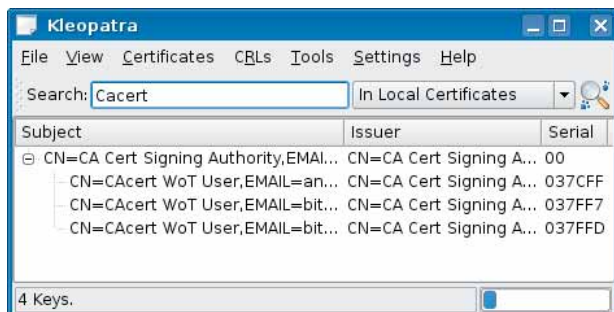 Kleopatra
File View Certificates CRLs Tools Settings Help
Search: Cacert In Local Certificates
Subject Issuer Serial
CN=CA Cert Signing Authority,EMAI... CN=CA Cert Signing A... 00
CN=CAcert WoT User,EMAIL=an... CN=CA Cert Signing A... 037CFF
CN=CAcert WoT User,EMAIL=bit... CN=CA Cert Signing A... 037FF7
CN=CAcert WoT User,EMAIL=bit... CN=CA Cert Signing A... 037FFD
4 Keys.